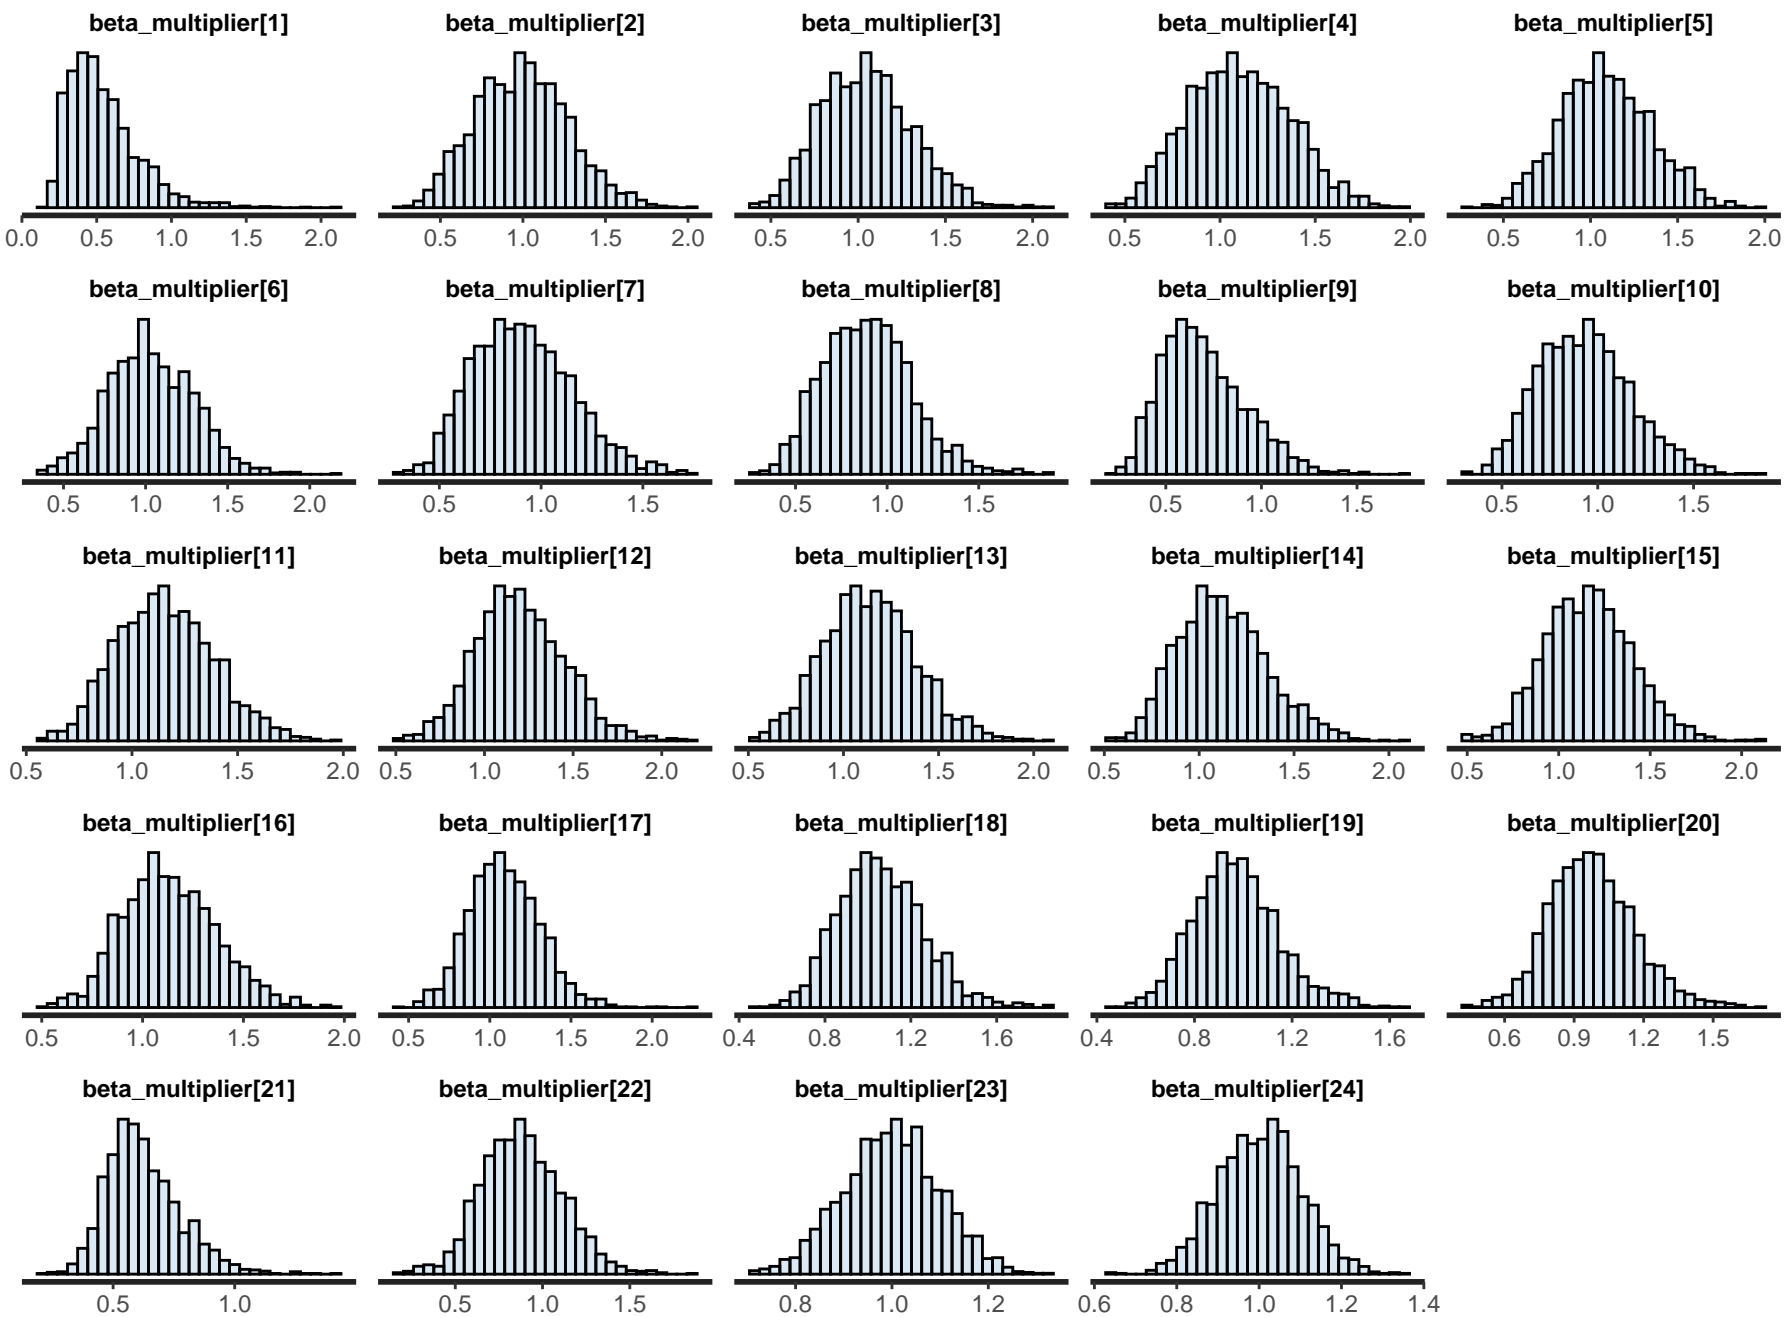 beta_multiplier[1] beta_multiplier[2] beta_multiplier[3] beta_multiplier[4] beta_multiplier[5]
0.0 0.5 1.0 1.5 2.0 0.5 1.0 1.5 2.0 0.5 1.0 1.5 2.0 0.5 1.0 1.5 2.0 0.5 1.0 1.5 2.0
beta_multiplier[6] beta_multiplier[7] beta_multiplier[8] beta_multiplier[9] beta_multiplier[10]
0.5 1.0 1.5 2.0 0.5 1.0 1.5 0.5 1.0 1.5 0.5 1.0 1.5 0.5 1.0 1.5
beta_multiplier[11] beta_multiplier[12] beta_multiplier[13] beta_multiplier[14] beta_multiplier[15]
0.5 1.0 1.5 2.0 0.5 1.0 1.5 2.0 0.5 1.0 1.5 2.0 0.5 1.0 1.5 2.0 0.5 1.0 1.5 2.0
beta_multiplier[16] beta_multiplier[17] beta_multiplier[18] beta_multiplier[19] beta_multiplier[20]
0.5 1.0 1.5 2.0 0.5 1.0 1.5 2.0 0.4 0.8 1.2 1.6 0.4 0.8 1.2 1.6 0.6 0.9 1.2 1.5
beta_multiplier[21] beta_multiplier[22] beta_multiplier[23] beta_multiplier[24]
0.5 1.0 0.5 1.0 1.5 0.8 1.0 1.2 0.6 0.8 1.0 1.2 1.4